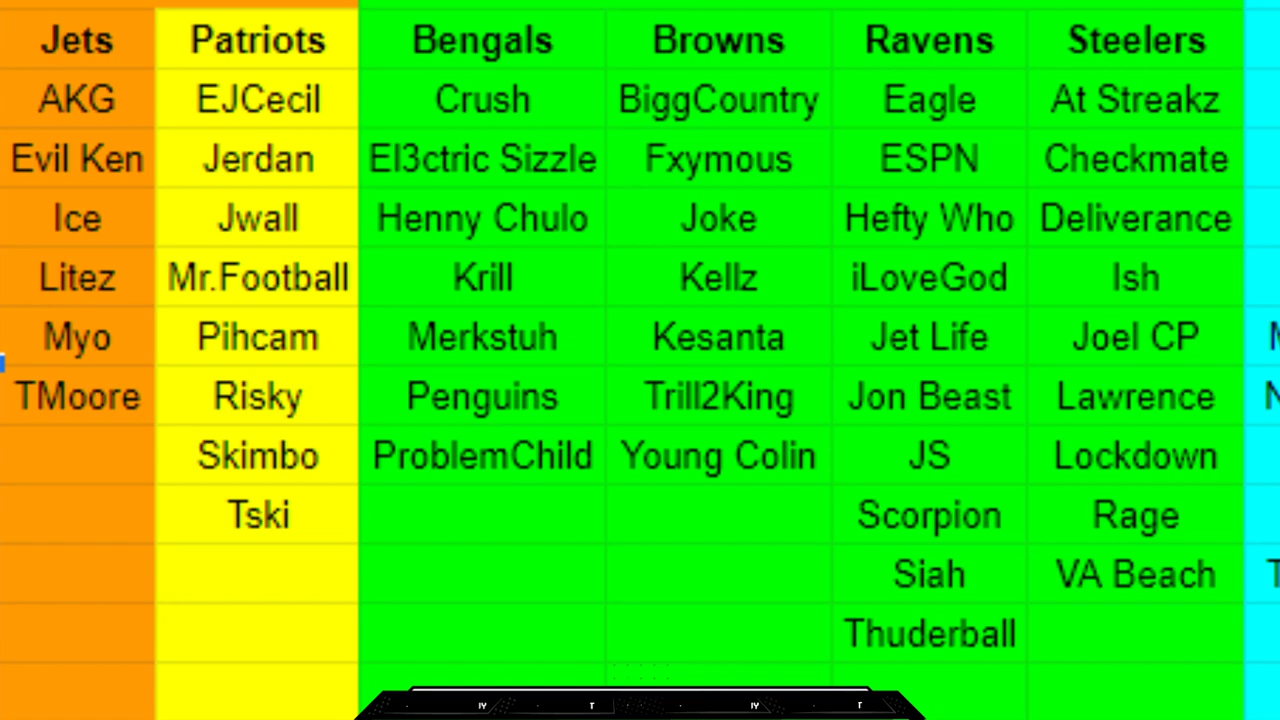 Jets Patriots Bengals Browns Ravens Steelers
AKG EJCecil Crush BiggCountry Eagle At Streakz
Evil Ken Jerdan El3ctric Sizzle Fxymous ESPN Checkmate
Ice Jwall Henny Chulo Joke Hefty Who Deliverance
Litez Mr.Football Krill Kellz iLoveGod Ish
Myo Pihcam Merkstuh Kesanta Jet Life Joel CP
TMoore Risky Penguins Trill2King Jon Beast Lawrence
Skimbo ProblemChild Young Colin JS Lockdown
Tski Scorpion Rage
Siah VA Beach
Thuderball